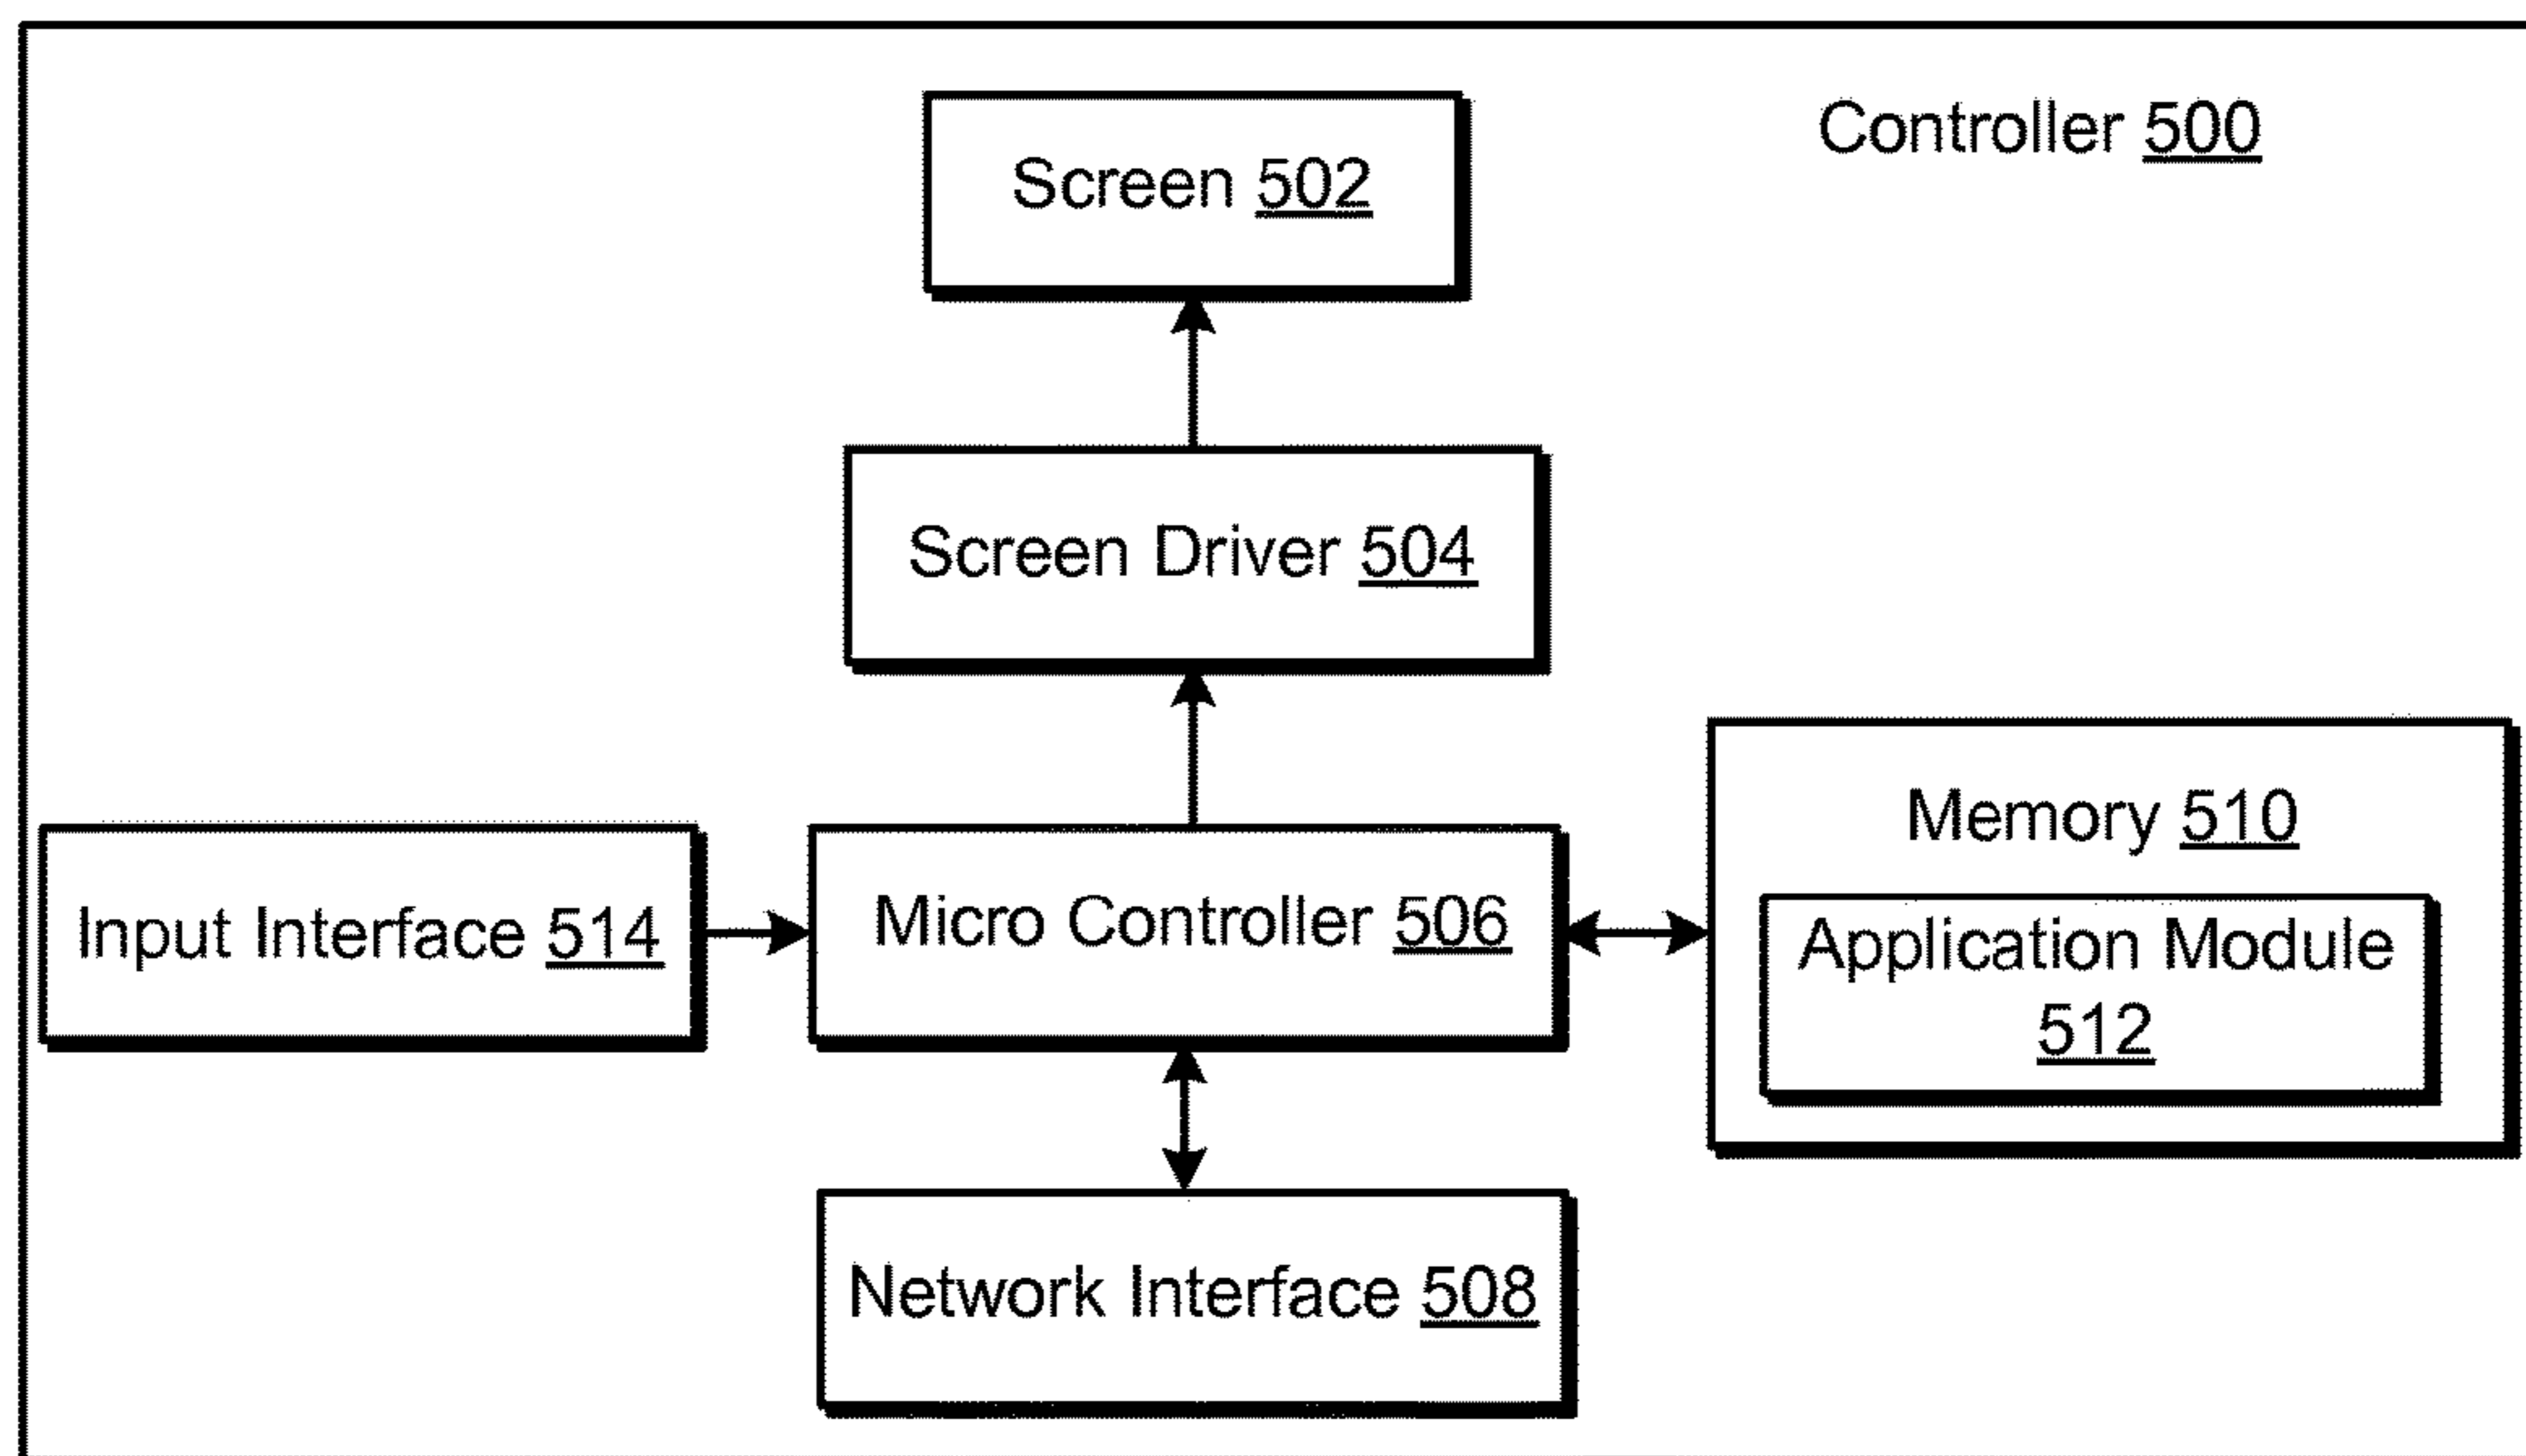 Controller 500
Screen 502
Screen Driver 504
Memory 510
Input Interface 514
Micro Controller 506
Application Module
512
Network Interface 508